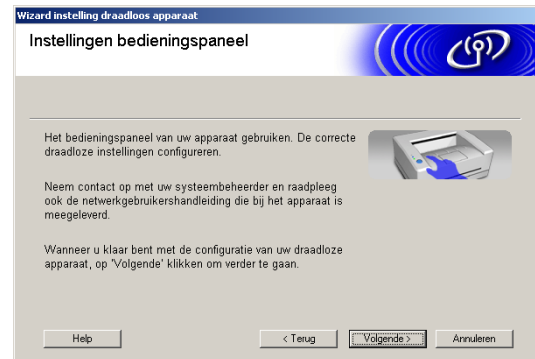 Wizard instelling draadloos apparaat
Instellingen bedieningspaneel
Het bedieningspaneel van uw apparaat gebruiken. De correcte
draadloze instellingen configureren.
Neem contact op met uw systeembeheerder en raadpleeg
ook de netwerkgebruikershandleiding die bij het apparaat is
meegeleverd.
Wanneer u klaar bent met de configuratie van uw draadloze
apparaat, op 'Volgende' klikken om verder te gaan.
Help < Terug Volgende > Annuleren